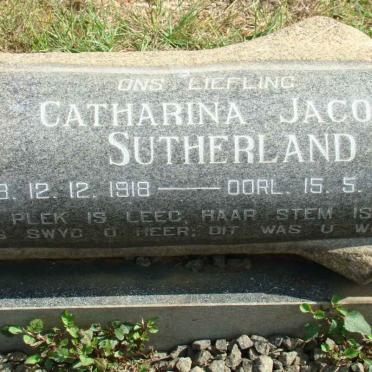 ONS LIEFLING
CATHARINA JACO
SUTHERLAND
12.12.1918 — OORL. 15.5.
PLEK IS LEEG, HAAR STEM IS
SWYG O HEER; DIT WAS U W